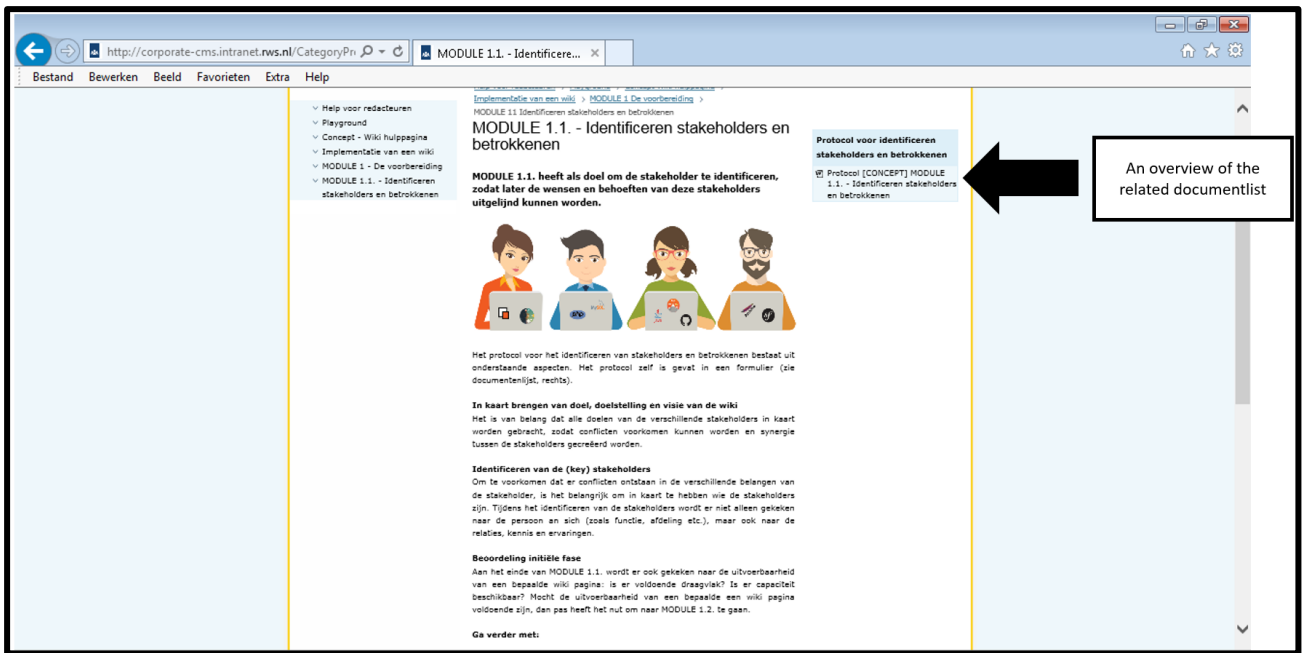 http://corporate-cms.intranet.rws.nl/CategoryPr
MODULE 1.1. - Identificere...
Bestand Bewerken Beeld Favorieten Extra Help
Help voor redacteuren
Playground
Concept - Wiki hulppagina
Implementatie van een wiki
MODULE 1 - De voorbereiding
MODULE 1.1. - Identificeren
stakeholders en betrokkenen
Implementatie van een wiki > MODULE 1 De voorbereiding >
MODULE 11 Identificeren stakeholders en betrokkenen
MODULE 1.1. - Identificeren stakeholders en
betrokkenen
MODULE 1.1. heeft als doel om de stakeholder te identificeren,
zodat later de wensen en behoeften van deze stakeholders
uitgelijnd kunnen worden.
Het protocol voor het identificeren van stakeholders en betrokkenen bestaat uit
onderstaande aspecten. Het protocol zelf is gevat in een formulier (zie
documentenlijst, rechts).
In kaart brengen van doel, doelstelling en visie van de wiki
Het is van belang dat alle doelen van de verschillende stakeholders in kaart
worden gebracht, zodat conflicten voorkomen kunnen worden en synergie
tussen de stakeholders gecreëerd worden.
Identificeren van de (key) stakeholders
Om te voorkomen dat er conflicten ontstaan in de verschillende belangen van
de stakeholder, is het belangrijk om in kaart te hebben wie de stakeholders
zijn. Tijdens het identificeren van de stakeholders wordt er niet alleen gekeken
naar de persoon an sich (zoals functie, afdeling etc.), maar ook naar de
relaties, kennis en ervaringen.
Beoordeling initiële fase
Aan het einde van MODULE 1.1. wordt er ook gekeken naar de uitvoerbaarheid
van een bepaalde wiki pagina: is er voldoende draagvlak? Is er capaciteit
beschikbaar? Mocht de uitvoerbaarheid van een bepaalde een wiki pagina
voldoende zijn, dan pas heeft het nut om naar MODULE 1.2. te gaan.
Ga verder met:
Protocol voor identificeren
stakeholders en betrokkenen
Protocol [CONCEPT] MODULE
1.1. - Identificeren stakeholders
en betrokkenen
An overview of the
related documentlist